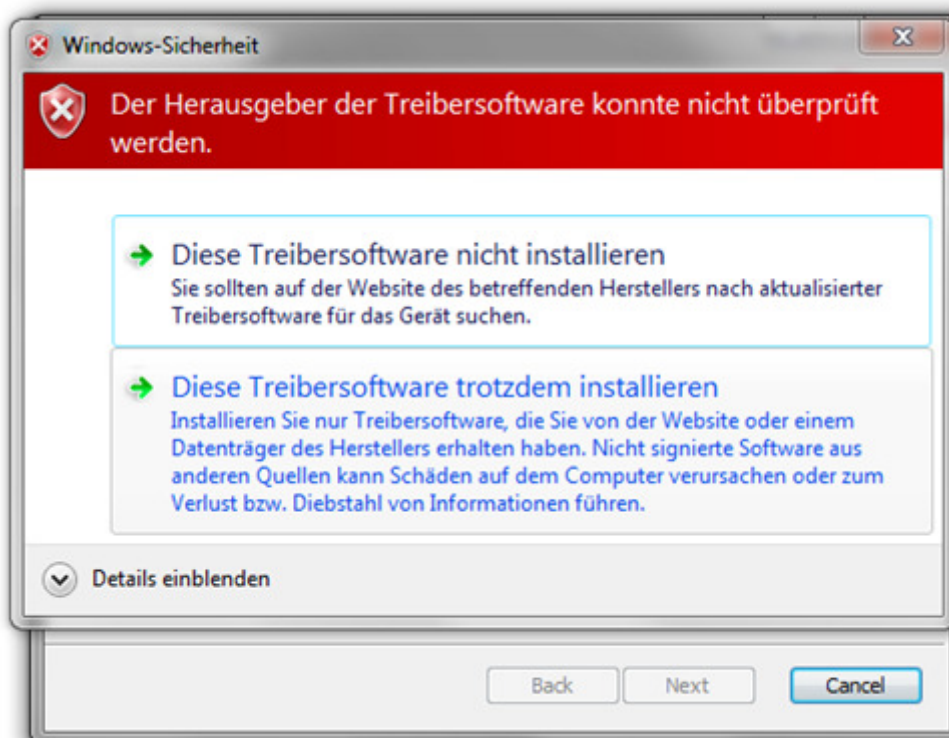 Windows-Sicherheit
Der Herausgeber der Treibersoftware konnte nicht überprüft
werden.
Diese Treibersoftware nicht installieren
Sie sollten auf der Website des betreffenden Herstellers nach aktualisierter
Treibersoftware für das Gerät suchen.
Diese Treibersoftware trotzdem installieren
Installieren Sie nur Treibersoftware, die Sie von der Website oder einem
Datenträger des Herstellers erhalten haben. Nicht signierte Software aus
anderen Quellen kann Schäden auf dem Computer verursachen oder zum
Verlust bzw. Diebstahl von Informationen führen.
Details einblenden
Back Next Cancel